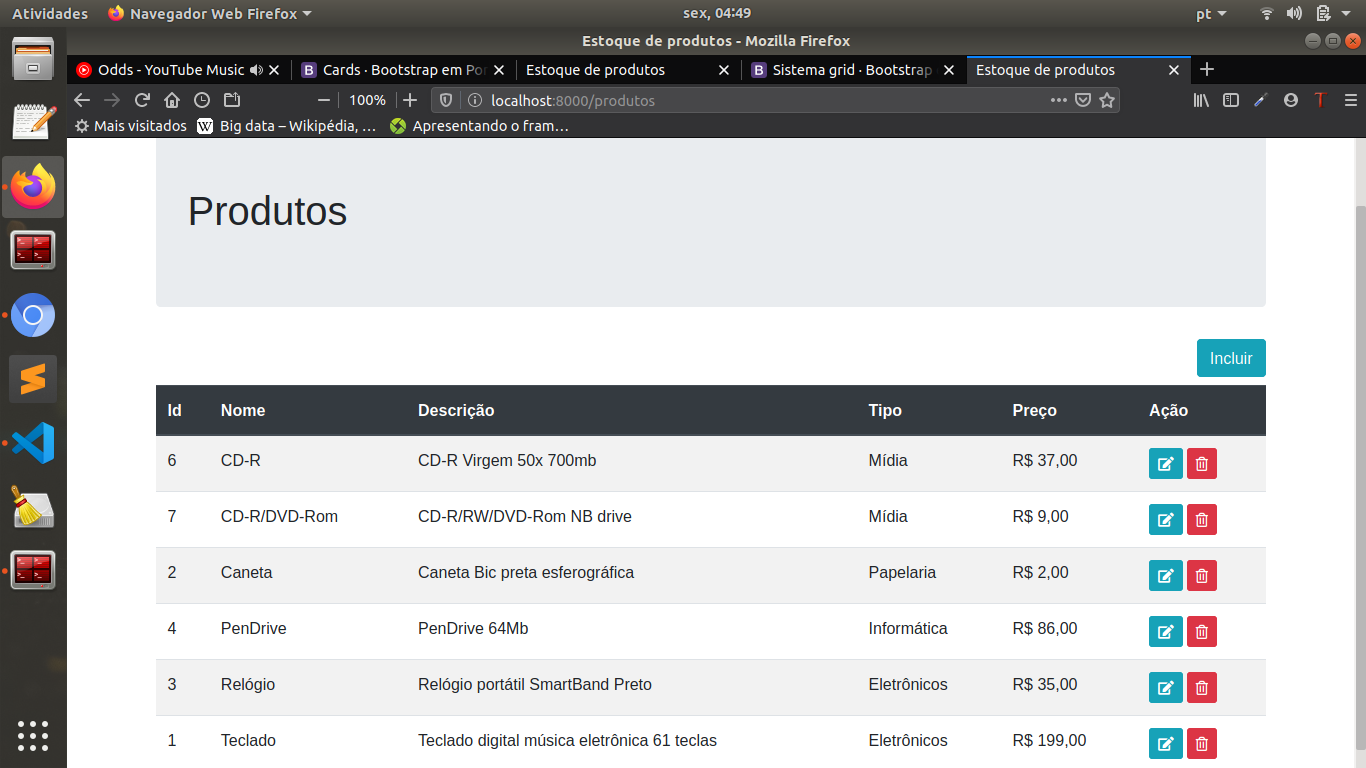 Atividades Navegador Web Firefox sex, 04:49 pt
Estoque de produtos - Mozilla Firefox
Odds - YouTube Music Cards · Bootstrap em Por Estoque de produtos Sistema grid · Bootstrap Estoque de produtos
100% localhost:8000/produtos
Mais visitados Big data – Wikipédia, … Apresentando o fram…
Produtos
Incluir
Id Nome Descrição Tipo Preço Ação
6 CD-R CD-R Virgem 50x 700mb Mídia R$ 37,00
7 CD-R/DVD-Rom CD-R/RW/DVD-Rom NB drive Mídia R$ 9,00
2 Caneta Caneta Bic preta esferográfica Papelaria R$ 2,00
4 PenDrive PenDrive 64Mb Informática R$ 86,00
3 Relógio Relógio portátil SmartBand Preto Eletrônicos R$ 35,00
1 Teclado Teclado digital música eletrônica 61 teclas Eletrônicos R$ 199,00